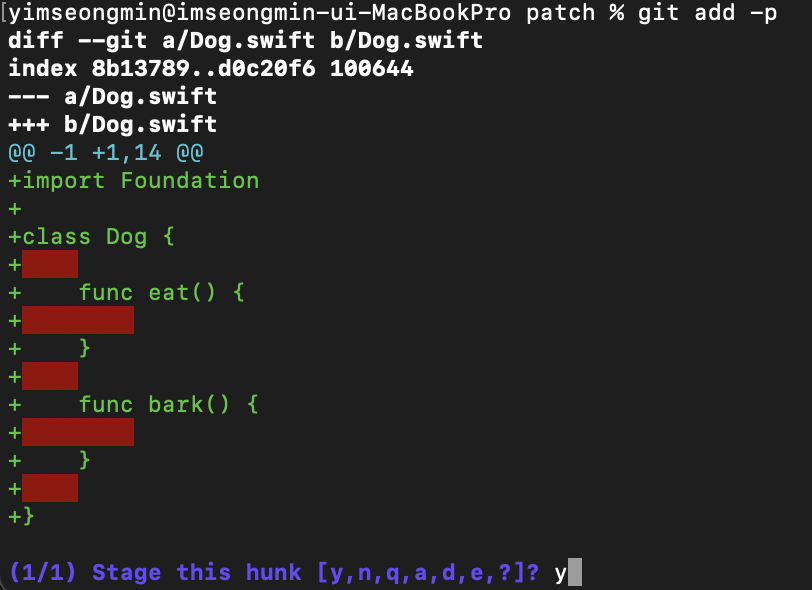 [yimseongmin@imseongmin-ui-MacBookPro patch % git add -p
diff --git a/Dog.swift b/Dog.swift
index 8b13789..d0c20f6 100644
--- a/Dog.swift
+++ b/Dog.swift
@@ -1 +1,14 @@
+import Foundation
+
+class Dog {
+
+    func eat() {
+
+    }
+
+    func bark() {
+
+    }
+
+}
(1/1) Stage this hunk [y,n,q,a,d,e,?]? y